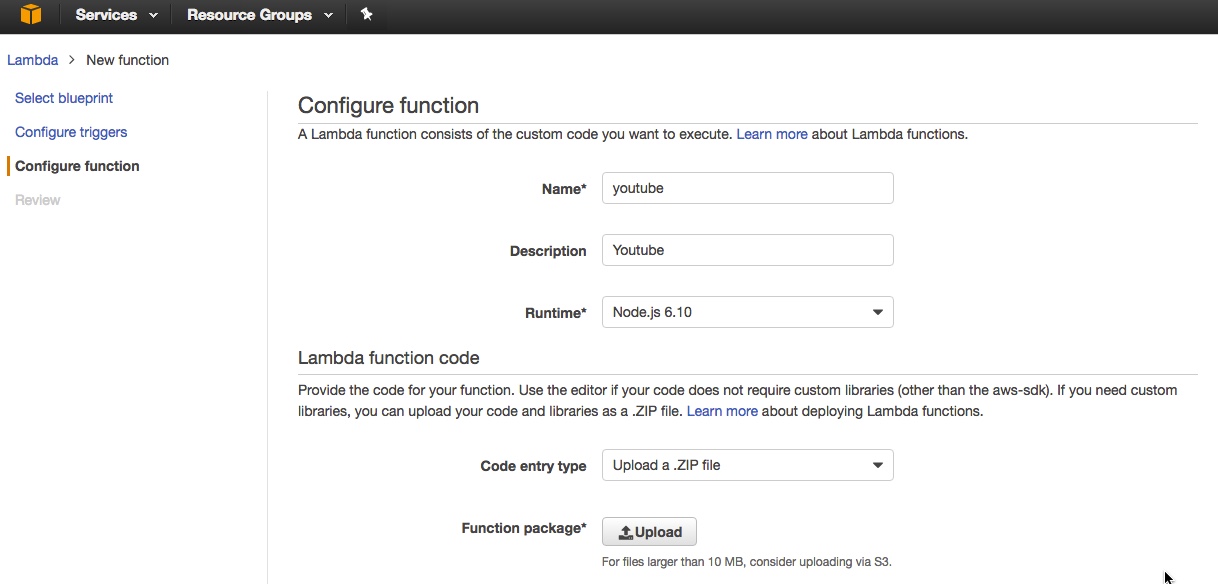 Services Resource Groups
Lambda > New function
Select blueprint
Configure triggers
Configure function
Review
Configure function
A Lambda function consists of the custom code you want to execute. Learn more about Lambda functions.
Name* youtube
Description Youtube
Runtime* Node.js 6.10
Lambda function code
Provide the code for your function. Use the editor if your code does not require custom libraries (other than the aws-sdk). If you need custom
libraries, you can upload your code and libraries as a .ZIP file. Learn more about deploying Lambda functions.
Code entry type Upload a .ZIP file
Function package* Upload
For files larger than 10 MB, consider uploading via S3.